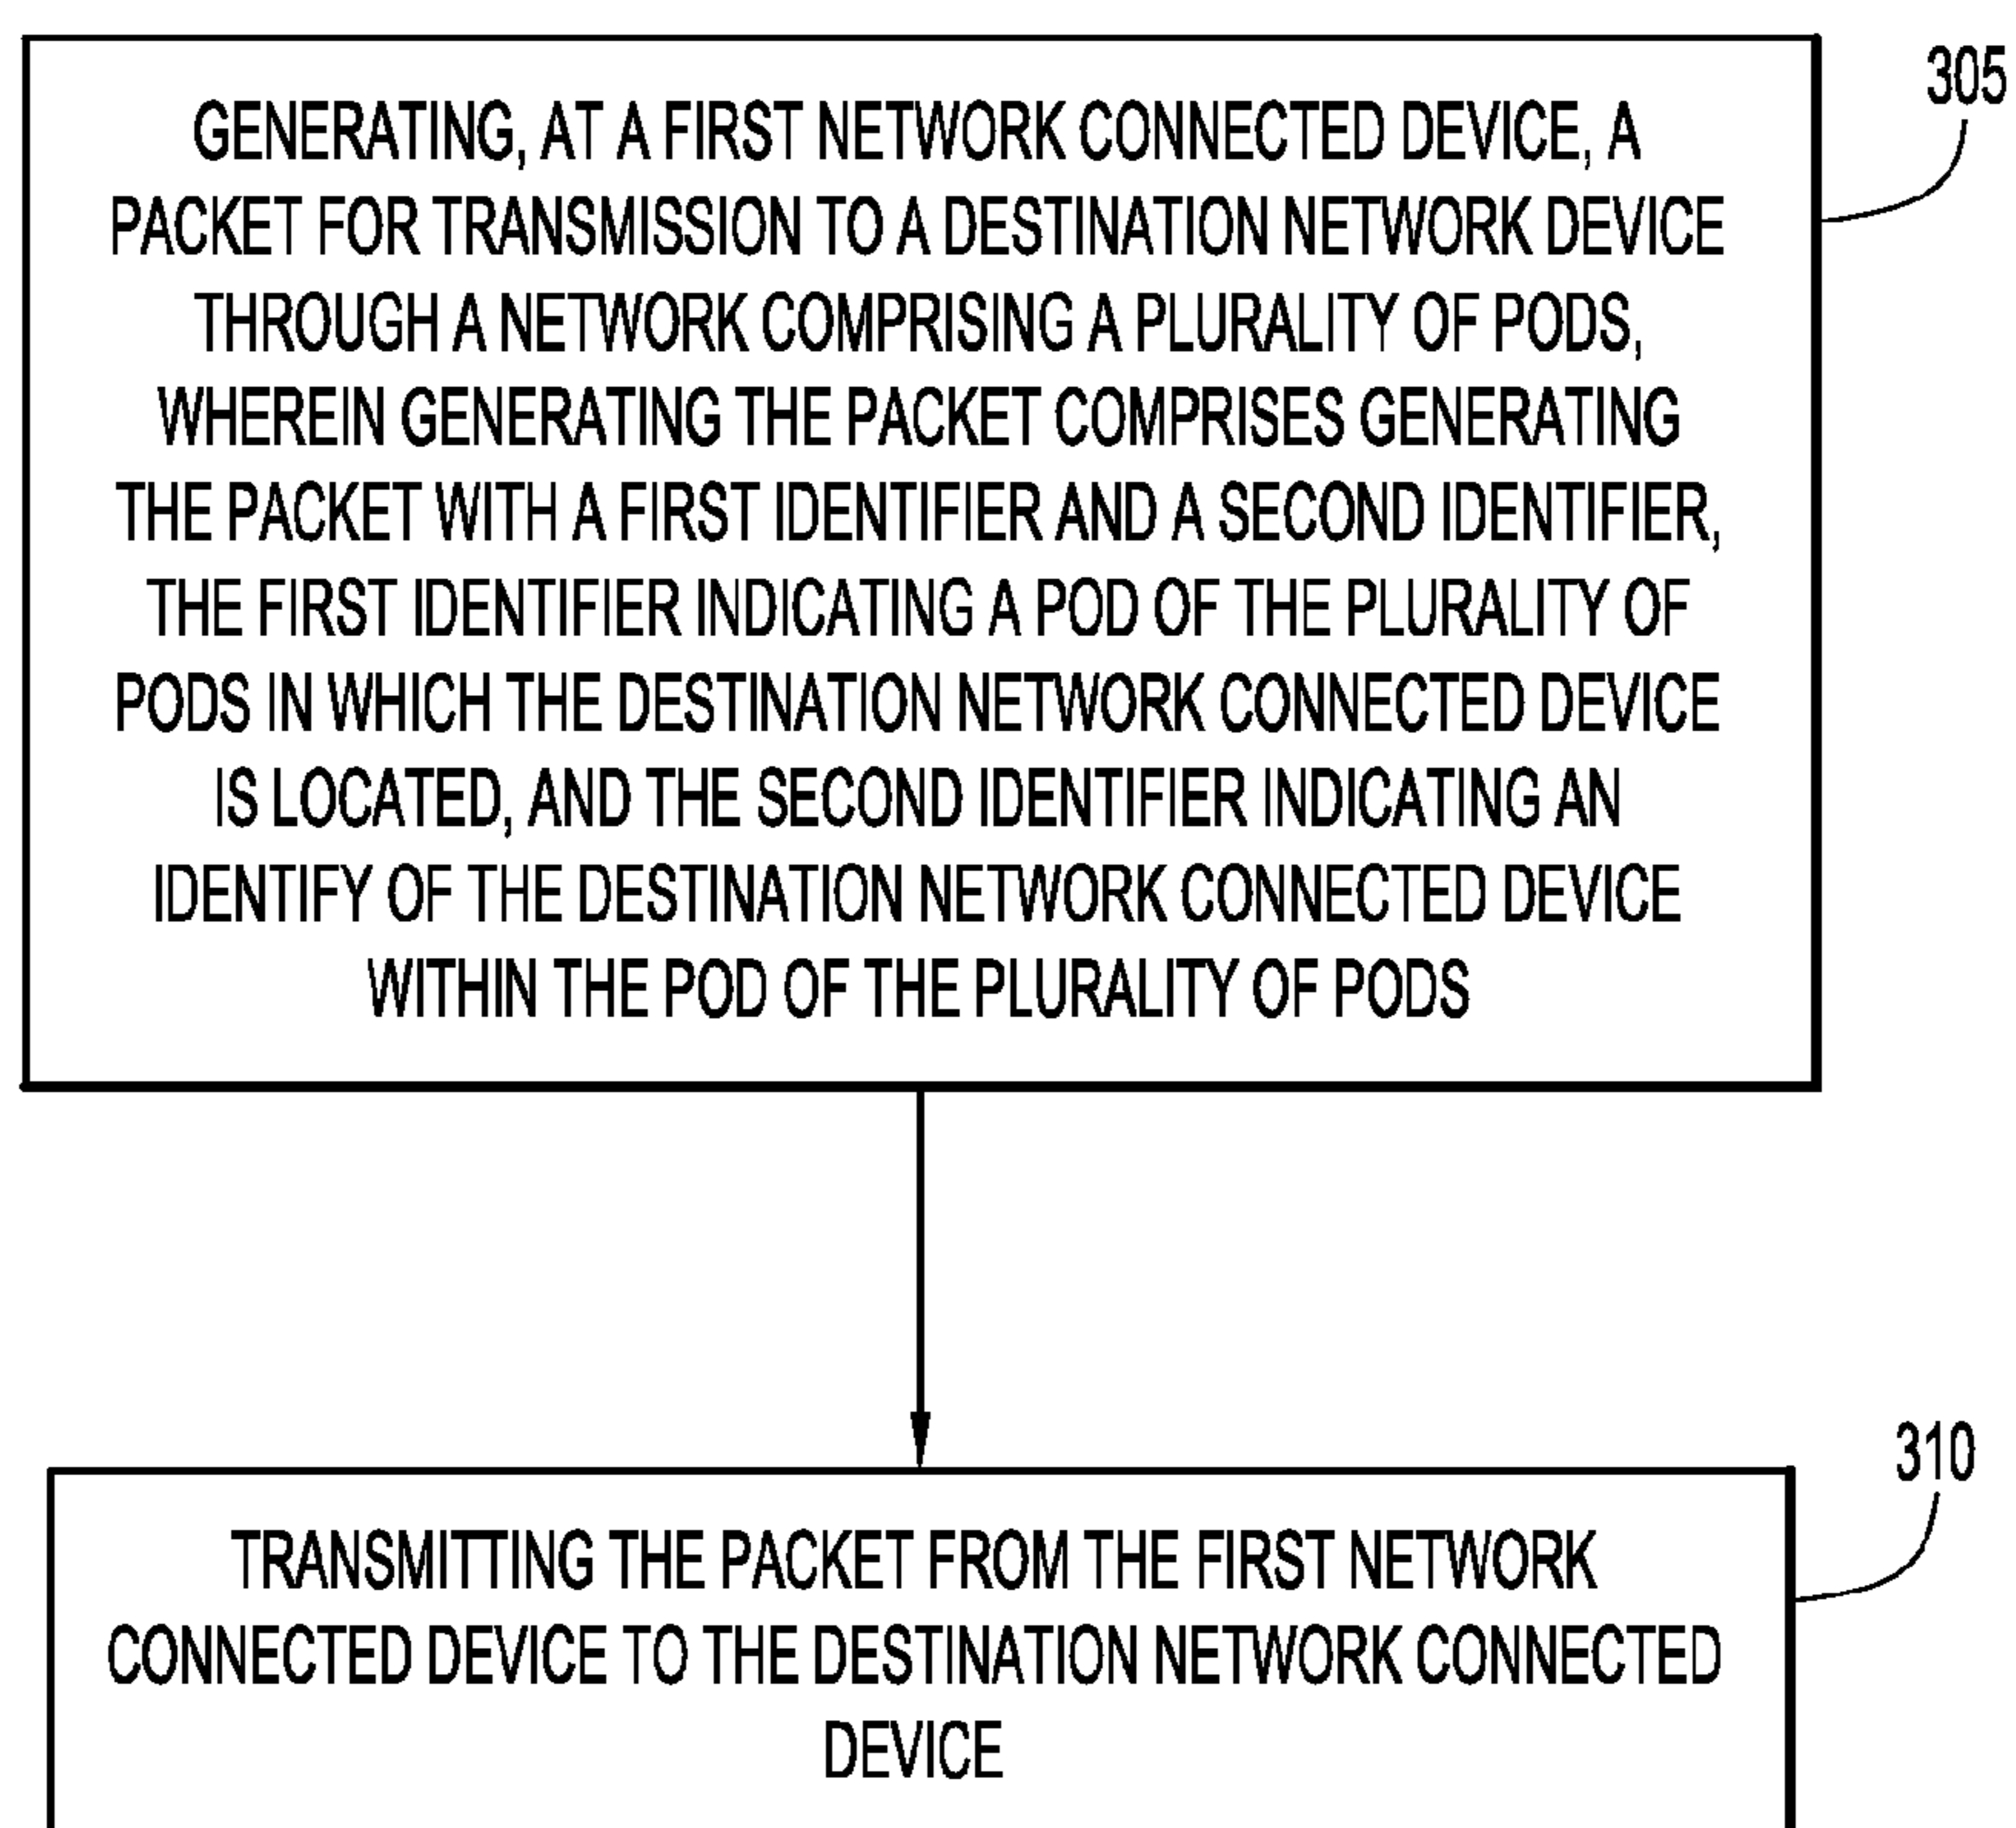 305
GENERATING, AT A FIRST NETWORK CONNECTED DEVICE, A
PACKET FOR TRANSMISSION TO A DESTINATION NETWORK DEVICE
THROUGH A NETWORK COMPRISING A PLURALITY OF PODS,
WHEREIN GENERATING THE PACKET COMPRISES GENERATING
THE PACKET WITH A FIRST IDENTIFIER AND A SECOND IDENTIFIER,
THE FIRST IDENTIFIER INDICATING A POD OF THE PLURALITY OF
PODS IN WHICH THE DESTINATION NETWORK CONNECTED DEVICE
IS LOCATED, AND THE SECOND IDENTIFIER INDICATING AN
IDENTIFY OF THE DESTINATION NETWORK CONNECTED DEVICE
WITHIN THE POD OF THE PLURALITY OF PODS
310
TRANSMITTING THE PACKET FROM THE FIRST NETWORK
CONNECTED DEVICE TO THE DESTINATION NETWORK CONNECTED
DEVICE